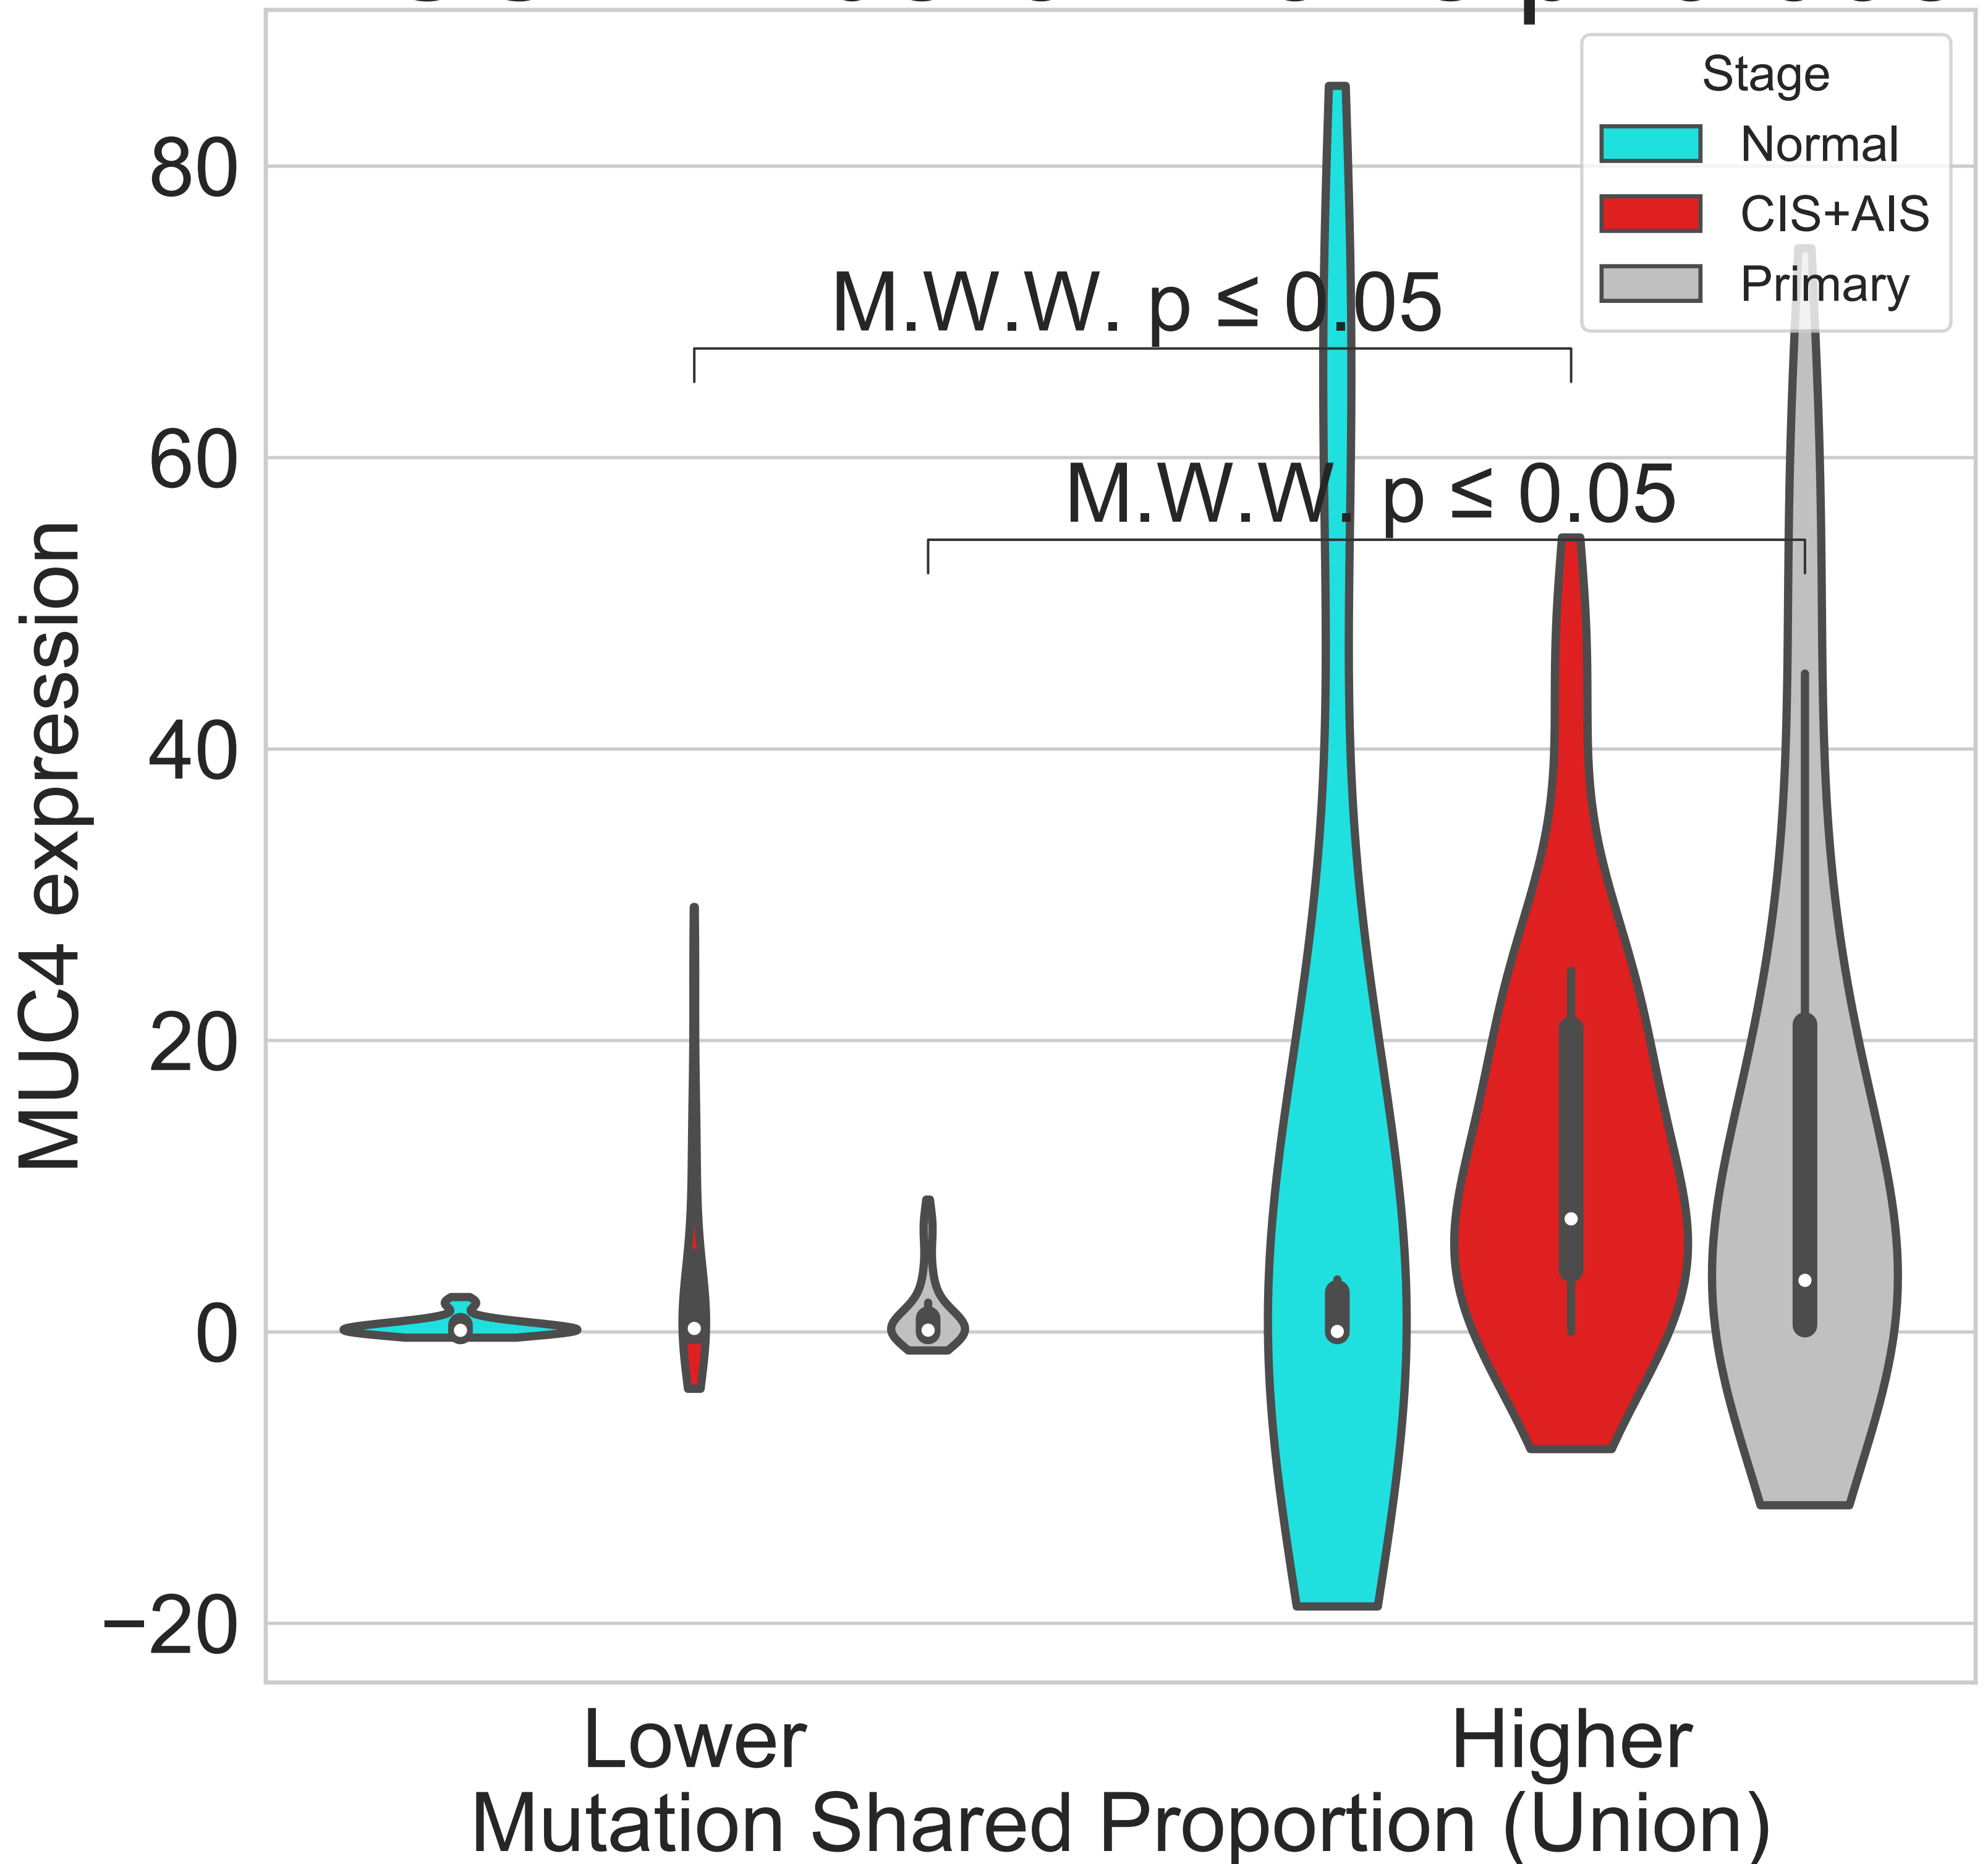 Stage
Normal
CIS+AIS
Primary
M.W.W. p ≤ 0.05
M.W.W. p ≤ 0.05
MUC4 expression
80
60
40
20
0
−20
Lower
Higher
Mutation Shared Proportion (Union)